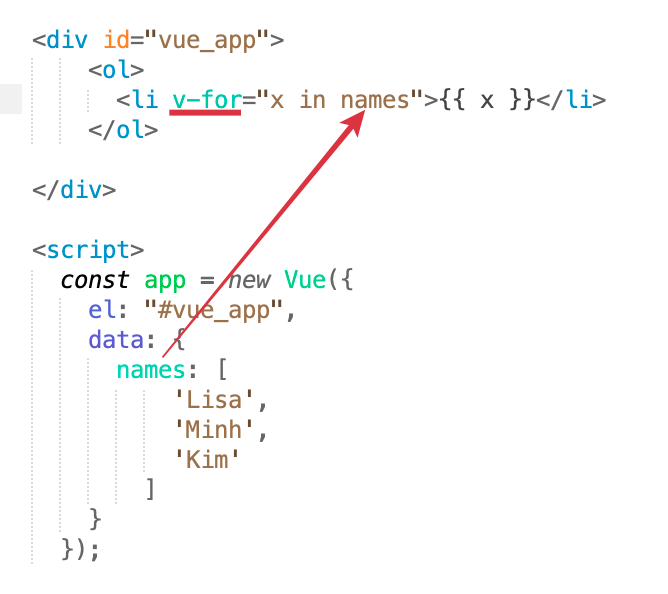 <div id="vue_app">
<ol>
<li v-for="x in names">{{ x }}</li>
</ol>
</div>
<script>
const app = new Vue({
el: "#vue_app",
data: {
names: [
'Lisa',
'Minh',
'Kim'
]
}
});